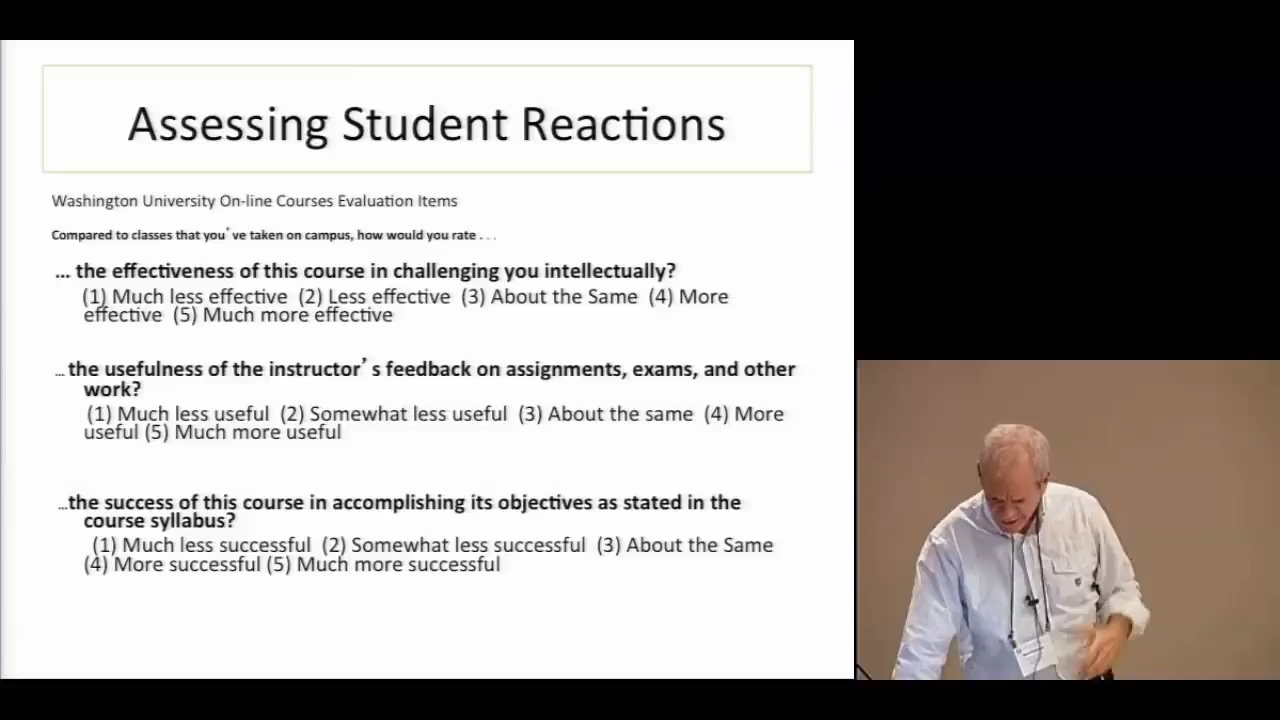 Assessing Student Reactions
Washington University On-line Courses Evaluation Items
Compared to classes that you've taken on campus, how would you rate . . .
... the effectiveness of this course in challenging you intellectually?
(1) Much less effective (2) Less effective (3) About the Same (4) More
effective (5) Much more effective
... the usefulness of the instructor's feedback on assignments, exams, and other
work?
(1) Much less useful (2) Somewhat less useful (3) About the same (4) More
useful (5) Much more useful
...the success of this course in accomplishing its objectives as stated in the
course syllabus?
(1) Much less successful (2) Somewhat less successful (3) About the Same
(4) More successful (5) Much more successful